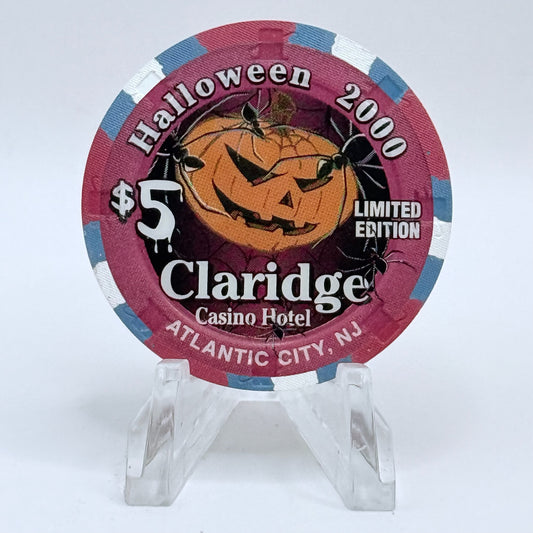 Halloween 2000
$5
LIMITED
EDITION
Claridge
Casino Hotel
ATLANTIC CITY, NJ